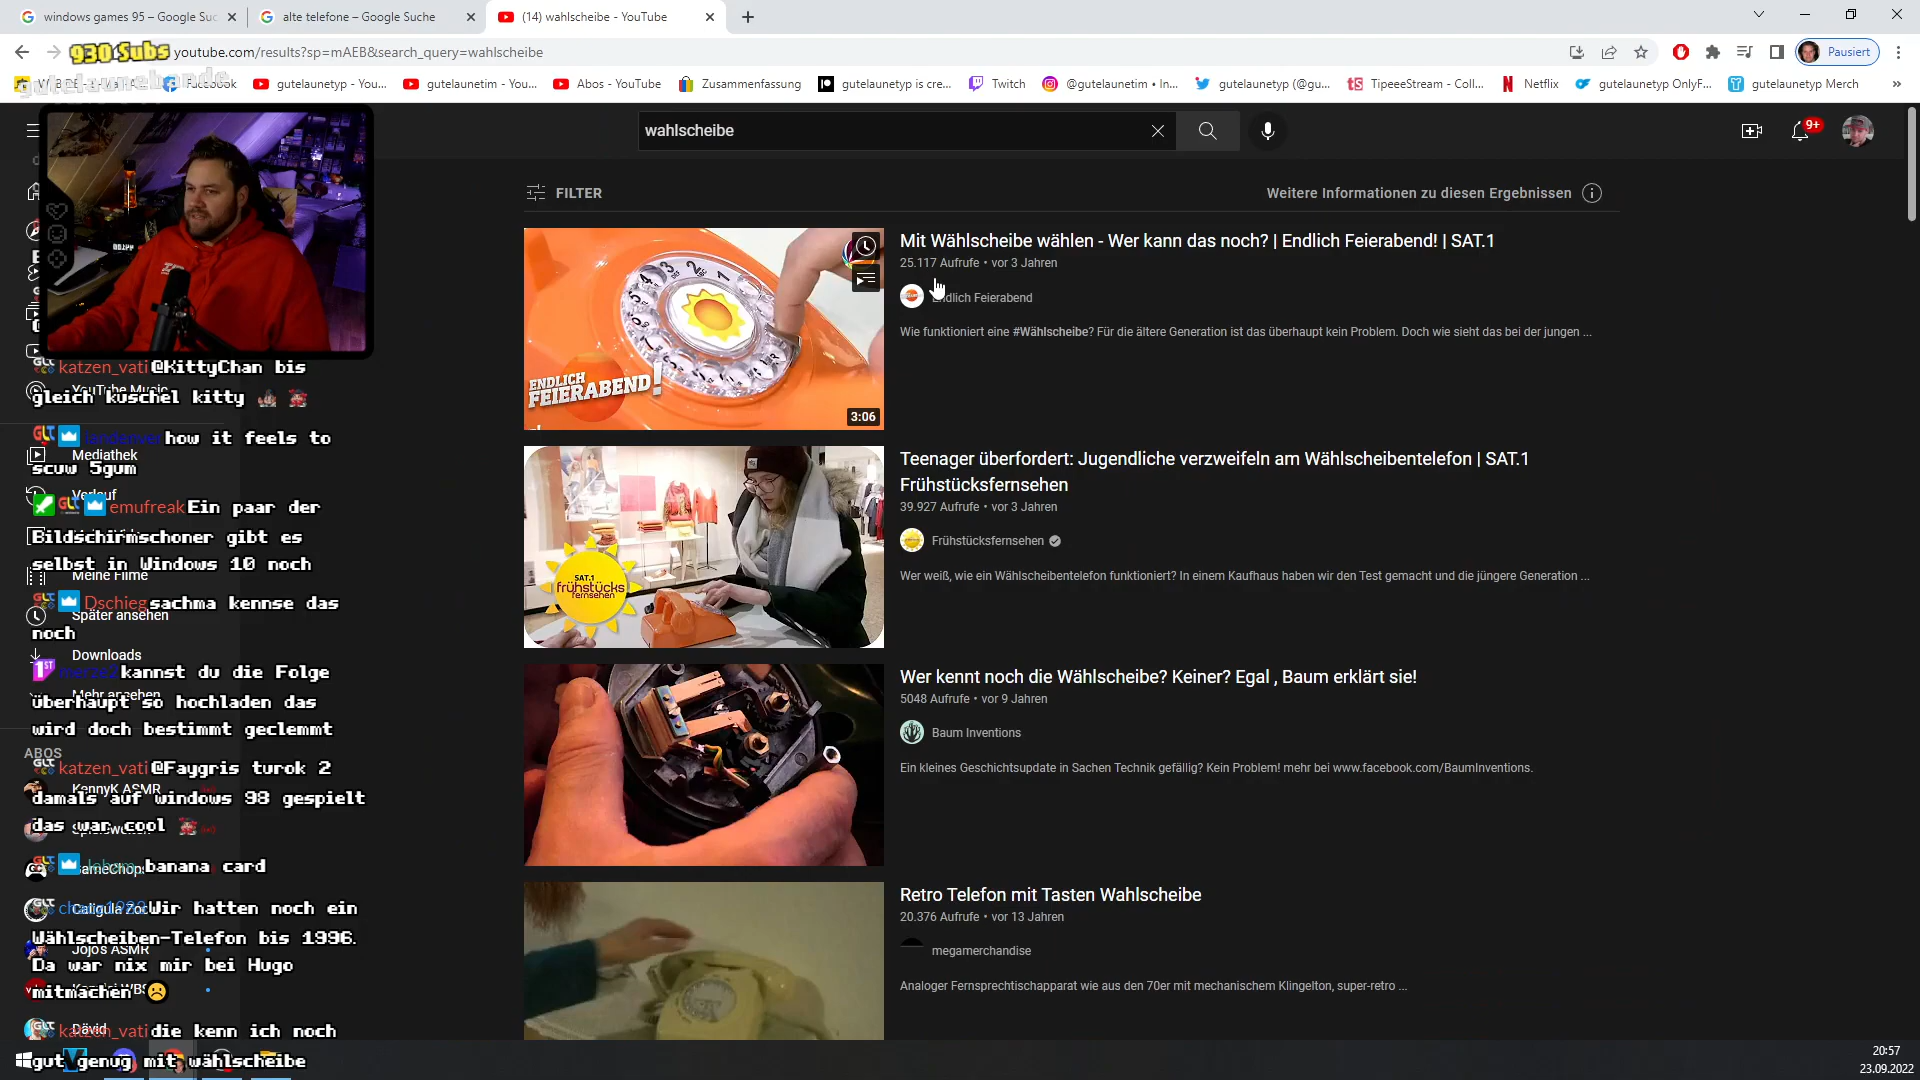 windows games 95 – Google Suc
alte telefone – Google Suche
(14) wahlscheibe - YouTube
930 Subs
youtube.com/results?sp=mAEB&search_query=wahlscheibe
Pausiert
Facebook
gutelaunetyp - You...
gutelaunetim - You...
Abos - YouTube
Zusammenfassung
gutelaunetyp is cre...
Twitch
@gutelaunetim • In...
gutelaunetyp (@gu...
TipeeeStream - Coll...
Netflix
gutelaunetyp OnlyF...
gutelaunetyp Merch
»
wahlscheibe
9+
FILTER
Weitere Informationen zu diesen Ergebnissen
Mit Wählscheibe wählen - Wer kann das noch? | Endlich Feierabend! | SAT.1
25.117 Aufrufe • vor 3 Jahren
Endlich Feierabend
Wie funktioniert eine #Wählscheibe? Für die ältere Generation ist das überhaupt kein Problem. Doch wie sieht das bei der jungen ...
ENDLICH
FEIERABEND!
3:06
Teenager überfordert: Jugendliche verzweifeln am Wählscheibentelefon | SAT.1
Frühstücksfernsehen
39.927 Aufrufe • vor 3 Jahren
Frühstücksfernsehen
Wer weiß, wie ein Wählscheibentelefon funktioniert? In einem Kaufhaus haben wir den Test gemacht und die jüngere Generation ...
SAT.1
frühstücks
fernsehen
Wer kennt noch die Wählscheibe? Keiner? Egal , Baum erklärt sie!
5048 Aufrufe • vor 9 Jahren
Baum Inventions
Ein kleines Geschichtsupdate in Sachen Technik gefällig? Kein Problem! mehr bei www.facebook.com/BaumInventions.
Retro Telefon mit Tasten Wahlscheibe
20.376 Aufrufe • vor 13 Jahren
megamerchandise
Analoger Fernsprechtischapparat wie aus den 70er mit mechanischem Klingelton, super-retro ...
katzen_vati @KittyChan bis
YouTube Music
gleich kuschel kitty
how it feels to
Mediathek
scuw 5gum
Verlauf
emufreak Ein paar der
Bildschirmschoner gibt es
selbst in Windows 10 noch
Meine Filme
Dschieg sachma kennse das
Später ansehen
noch
Downloads
kannst du die Folge
Mehr ansehen
überhaupt so hochladen das
wird doch bestimmt geclemmt
ABOS
katzen_vati @Faygris turok 2
KennyK ASMR
damals auf windows 98 gespielt
das war cool
banana card
GameChops
Wir hatten noch ein
Wählscheiben-Telefon bis 1996.
Jojo's ASMR
Da war nix mir bei Hugo
mitmachen
katzen_vati die kenn ich noch
gut genug mit wählscheibe
20:57
23.09.2022